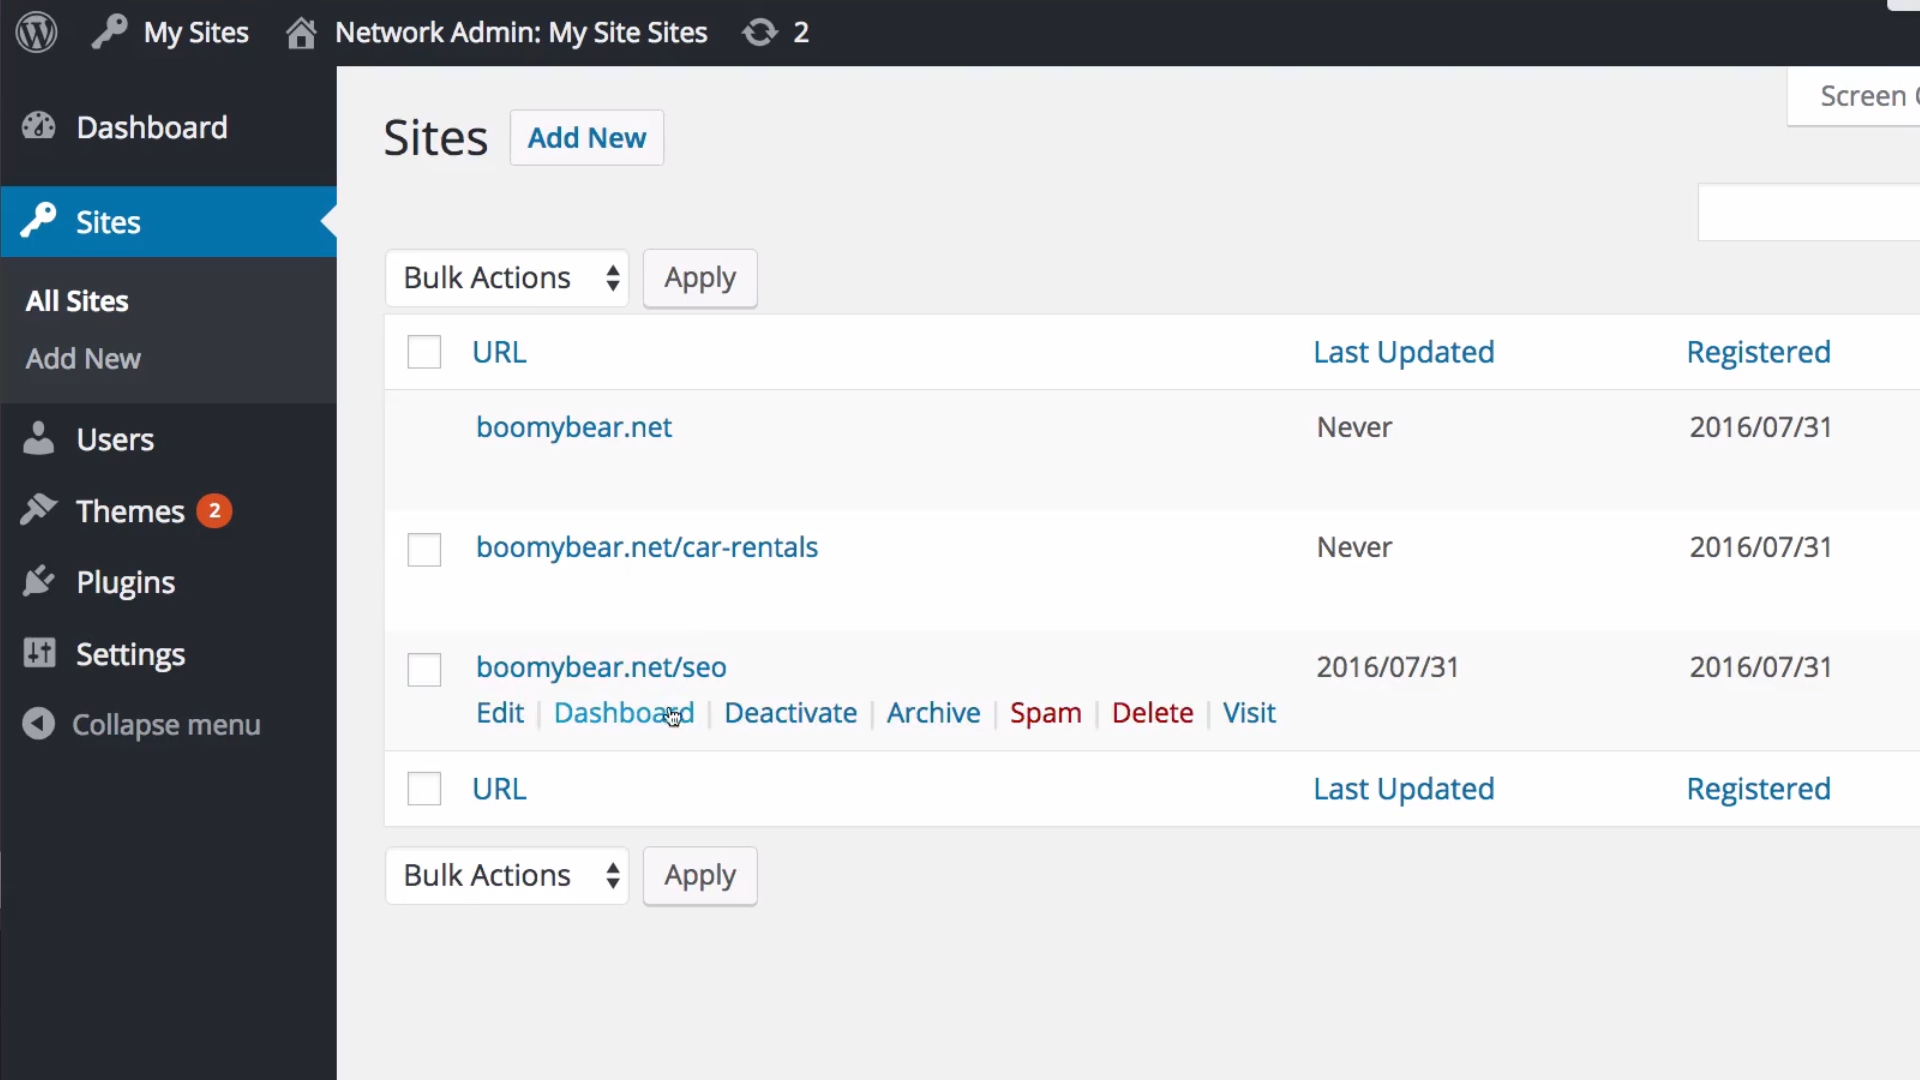 My Sites Network Admin: My Site Sites 2
Dashboard
Sites
All Sites
Add New
Users
Themes 2
Plugins
Settings
Collapse menu
Screen
Sites Add New
Bulk Actions Apply
URL Last Updated Registered
boomybear.net Never 2016/07/31
boomybear.net/car-rentals Never 2016/07/31
boomybear.net/seo 2016/07/31 2016/07/31
Edit | Dashboard | Deactivate | Archive | Spam | Delete | Visit
URL Last Updated Registered
Bulk Actions Apply